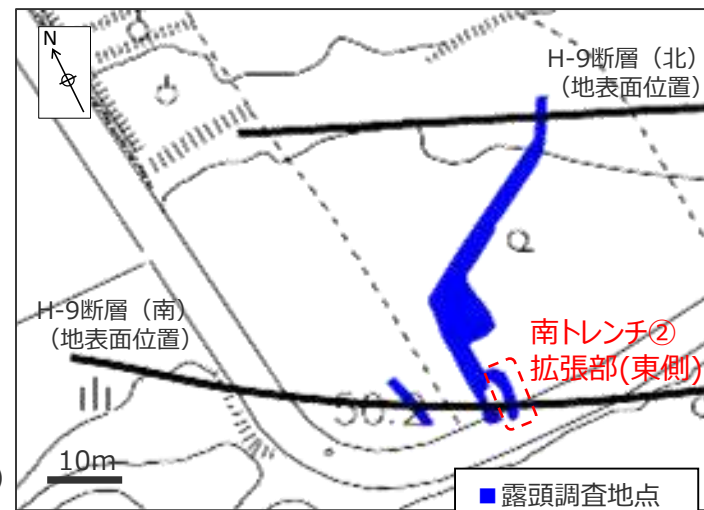 N
H-9断層（北）
（地表面位置）
H-9断層（南）
（地表面位置）
南トレンチ②
拡張部(東側)
50.2
10m
■露頭調査地点